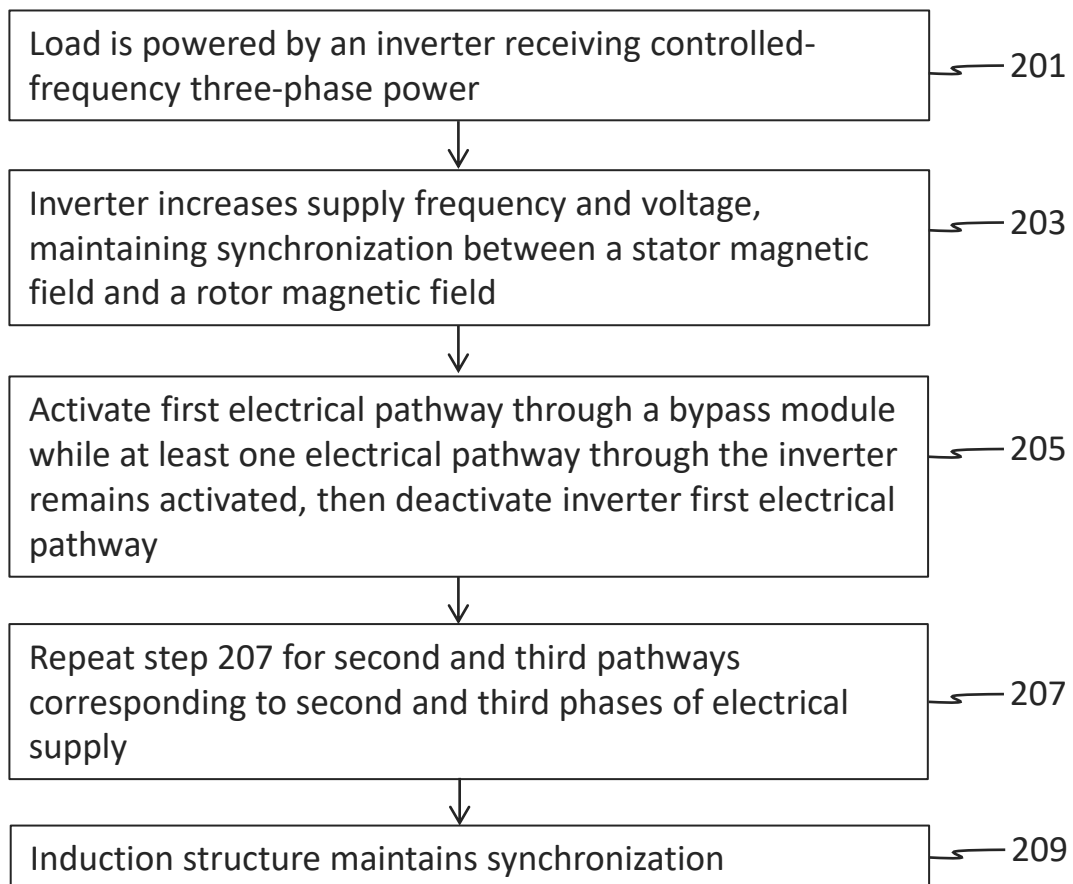 Load is powered by an inverter receiving controlled-
frequency three-phase power
201
Inverter increases supply frequency and voltage,
maintaining synchronization between a stator magnetic
field and a rotor magnetic field
203
Activate first electrical pathway through a bypass module
while at least one electrical pathway through the inverter
remains activated, then deactivate inverter first electrical
pathway
205
Repeat step 207 for second and third pathways
corresponding to second and third phases of electrical
supply
207
Induction structure maintains synchronization
209